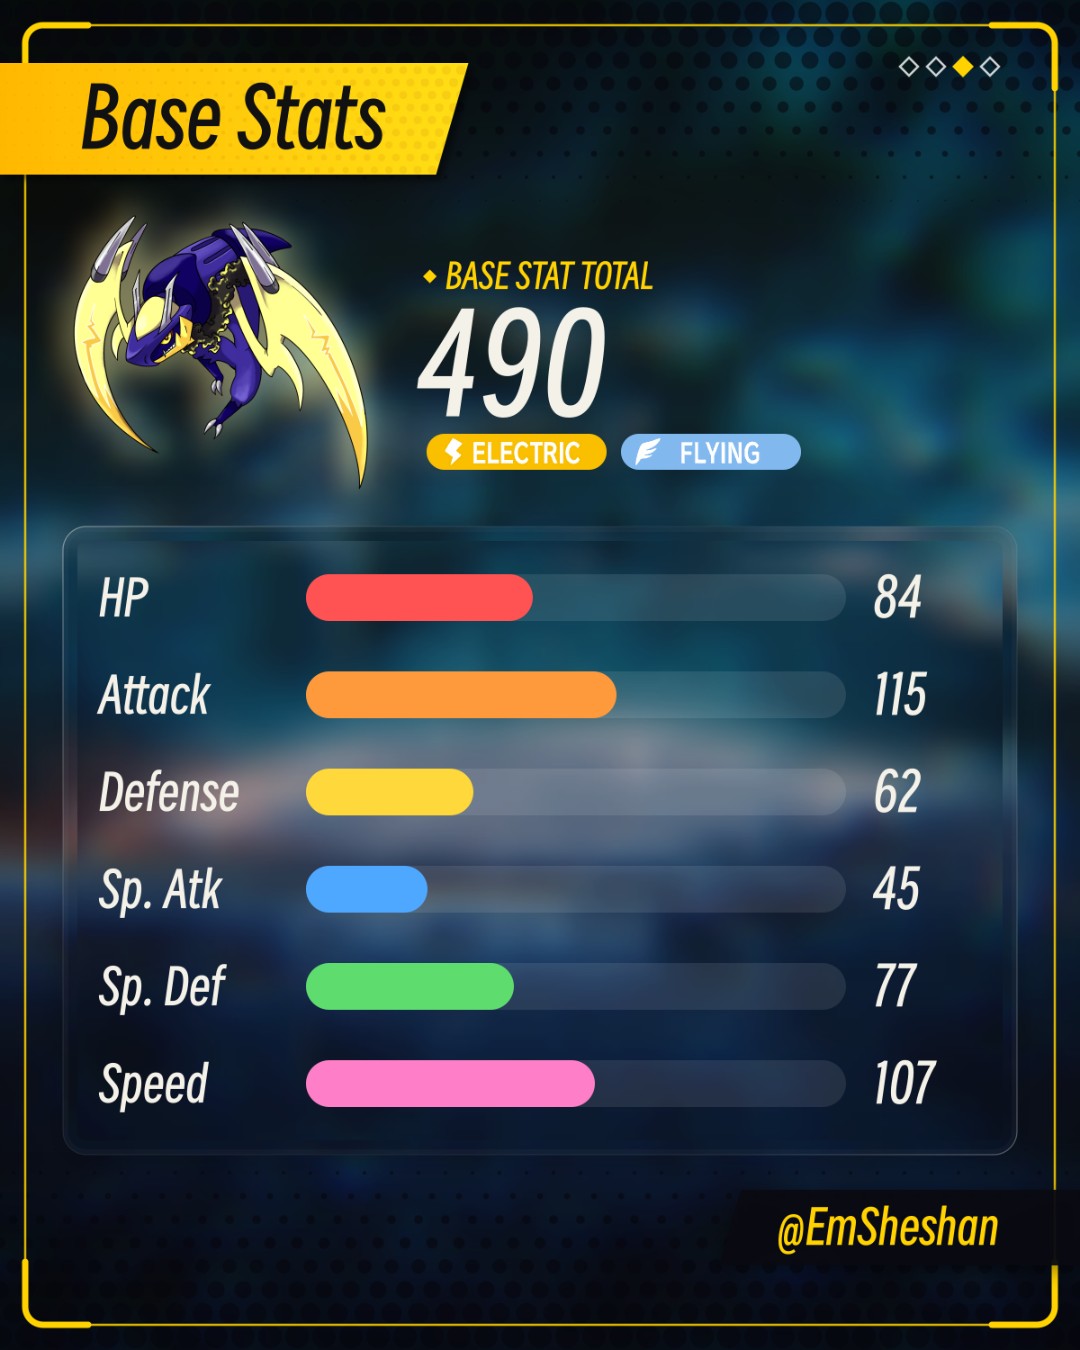 Base Stats
BASE STAT TOTAL
490
ELECTRIC FLYING
HP 84
Attack 115
Defense 62
Sp. Atk 45
Sp. Def 77
Speed 107
@EmSheshan